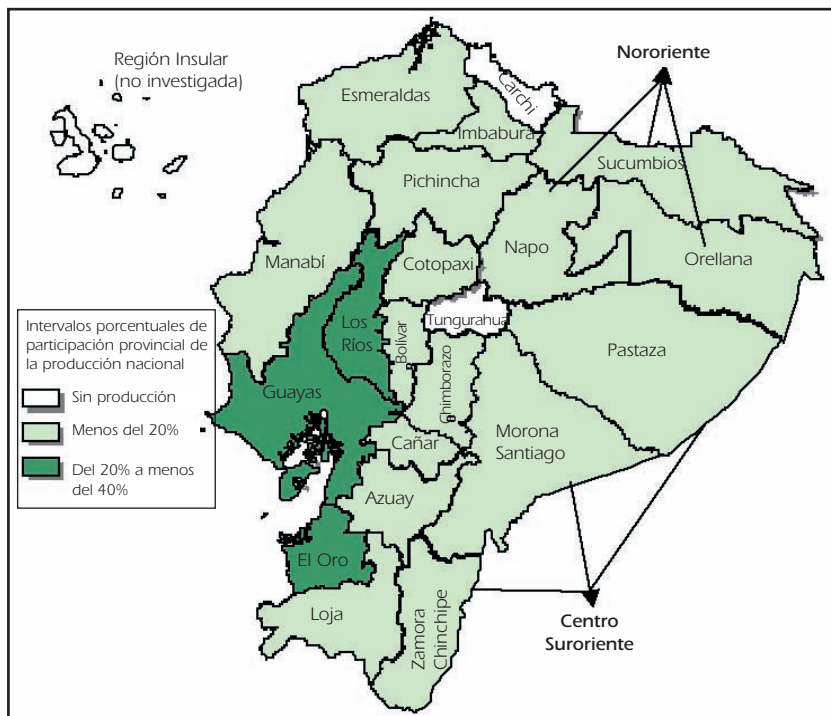 Región Insular
(no investigada)
Nororiente
Carchi
Esmeraldas
Imbabura
Sucumbios
Pichincha
Napo
Orellana
Manabí
Cotopaxi
Intervalos porcentuales de
participación provincial de
la producción nacional
Sin producción
Menos del 20%
Del 20% a menos
del 40%
Los
Ríos
Bolívar
Tungurahua
Pastaza
Guayas
Chimborazo
Morona
Santiago
Cañar
Azuay
El Oro
Loja
Zamora
Chinchipe
Centro
Suroriente